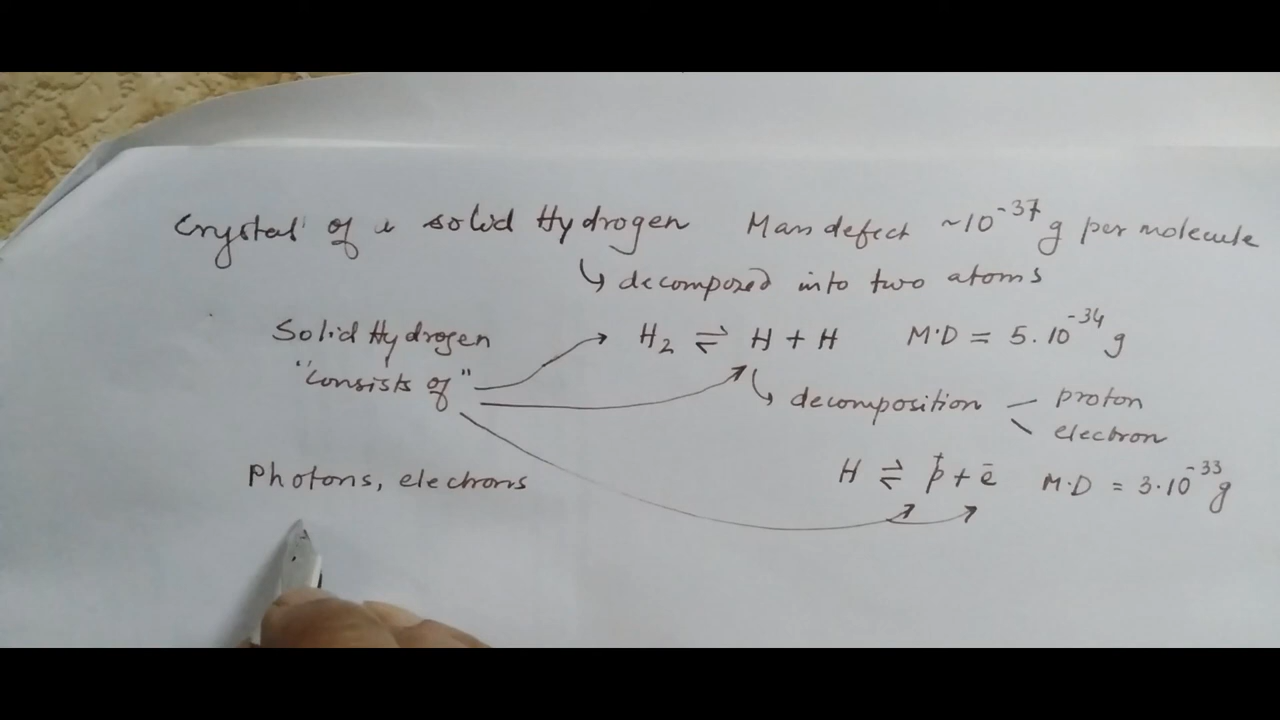 Crystal of a solid Hydrogen Mass defect ~10⁻³⁷ g per molecule
↳ decomposed into two atoms
Solid Hydrogen
"consists of"
H₂ ⇌ H + H M·D = 5.10⁻³⁴ g
↳ decomposition — proton
electron
Photons, electrons
H ⇌ p⁺ + e⁻ M·D = 3·10⁻³³ g